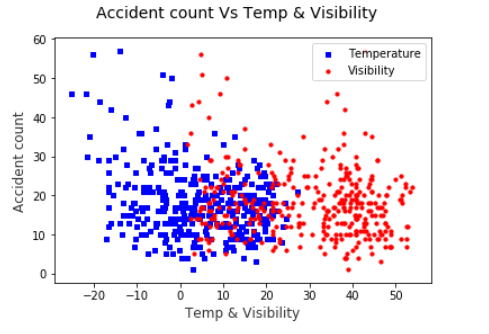 Accident count Vs Temp & Visibility
60
50
40
30
20
10
0
Accident count
Temperature
Visibility
−20 −10 0 10 20 30 40 50
Temp & Visibility